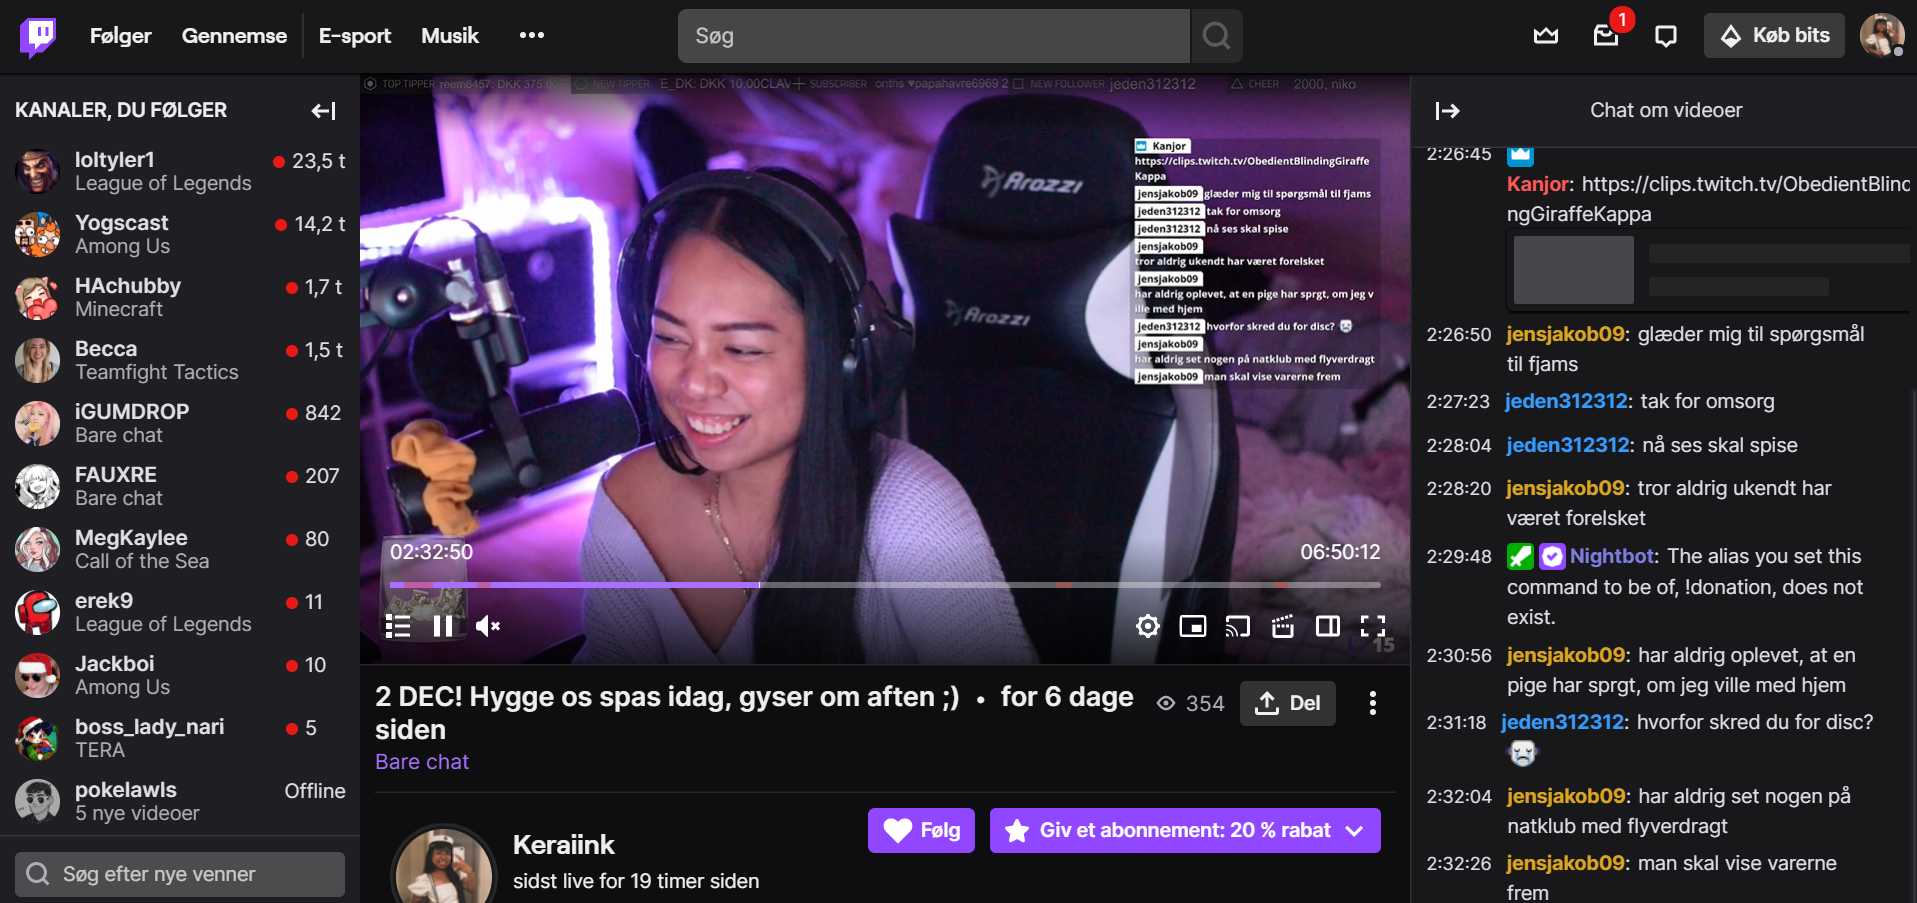 Følger
Gennemse
E-sport
Musik
Søg
1
Køb bits
KANALER, DU FØLGER
loltyler1
23,5 t
League of Legends
Yogscast
14,2 t
Among Us
HAchubby
1,7 t
Minecraft
Becca
1,5 t
Teamfight Tactics
iGUMDROP
842
Bare chat
FAUXRE
207
Bare chat
MegKaylee
80
Call of the Sea
erek9
11
League of Legends
Jackboi
10
Among Us
boss_lady_nari
5
TERA
pokelawls
Offline
5 nye videoer
Søg efter nye venner
TOP TIPPER reem6457: DKK 375.00 NEW TIPPER E_DK: DKK 10.00CLAV SUBSCRIBER onths ♥papahavre6969 2 NEW FOLLOWER jeden312312 CHEER 2000, niko
Arozzi
Arozzi
Kanjor
https://clips.twitch.tv/ObedientBlindingGiraffe
Kappa
jensjakob09 glæder mig til spørgsmål til fjams
jeden312312 tak for omsorg
jeden312312 nå ses skal spise
jensjakob09
tror aldrig ukendt har været forelsket
jensjakob09
har aldrig oplevet, at en pige har sprgt, om jeg v
ille med hjem
jeden312312 hvorfor skred du for disc?
jensjakob09
har aldrig set nogen på natklub med flyverdragt
jensjakob09 man skal vise varerne frem
02:32:50
06:50:12
15
2 DEC! Hygge os spas idag, gyser om aften ;) • for 6 dage
siden
354
Del
Bare chat
Keraiink
sidst live for 19 timer siden
Følg
Giv et abonnement: 20 % rabat
Chat om videoer
2:26:45
Kanjor: https://clips.twitch.tv/ObedientBlind
ngGiraffeKappa
2:26:50 jensjakob09: glæder mig til spørgsmål
til fjams
2:27:23 jeden312312: tak for omsorg
2:28:04 jeden312312: nå ses skal spise
2:28:20 jensjakob09: tror aldrig ukendt har
været forelsket
2:29:48 Nightbot: The alias you set this
command to be of, !donation, does not
exist.
2:30:56 jensjakob09: har aldrig oplevet, at en
pige har sprgt, om jeg ville med hjem
2:31:18 jeden312312: hvorfor skred du for disc?
2:32:04 jensjakob09: har aldrig set nogen på
natklub med flyverdragt
2:32:26 jensjakob09: man skal vise varerne
frem